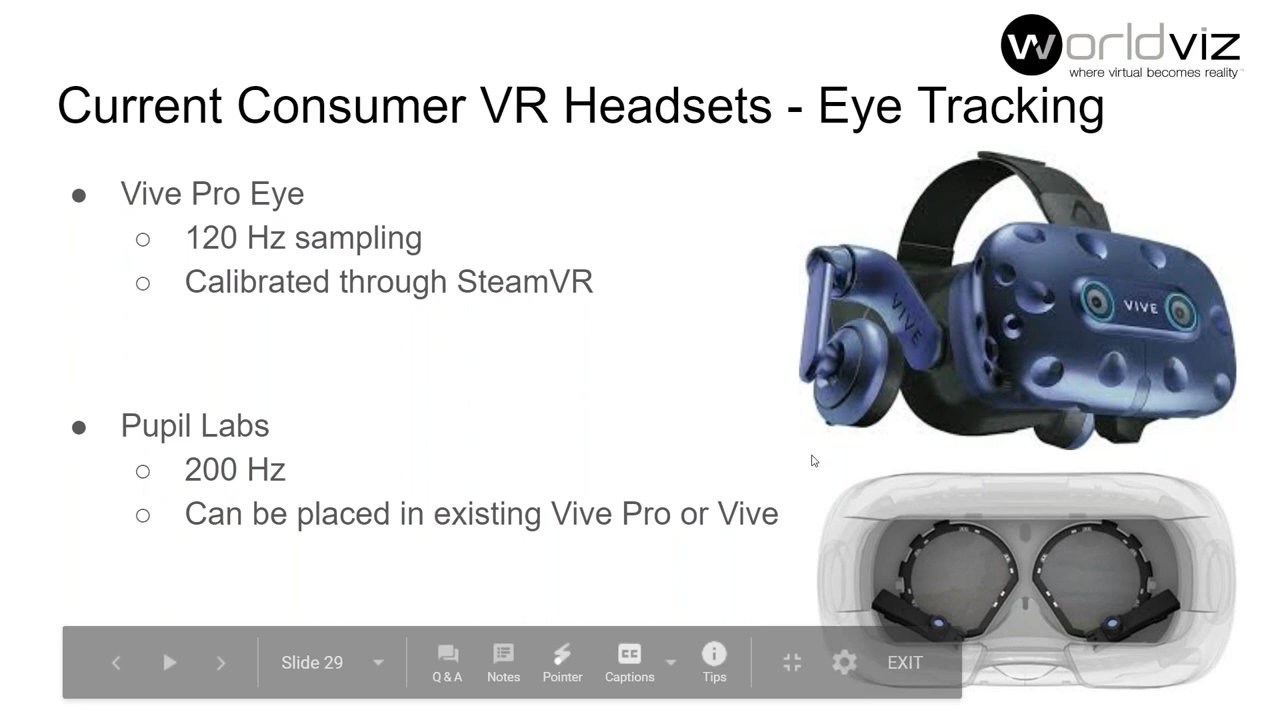 worldviz
where virtual becomes reality
Current Consumer VR Headsets - Eye Tracking
● Vive Pro Eye
○ 120 Hz sampling
○ Calibrated through SteamVR
● Pupil Labs
○ 200 Hz
○ Can be placed in existing Vive Pro or Vive
VIVE
VIVE
Slide 29
Q & A
Notes
Pointer
CC
Captions
Tips
EXIT